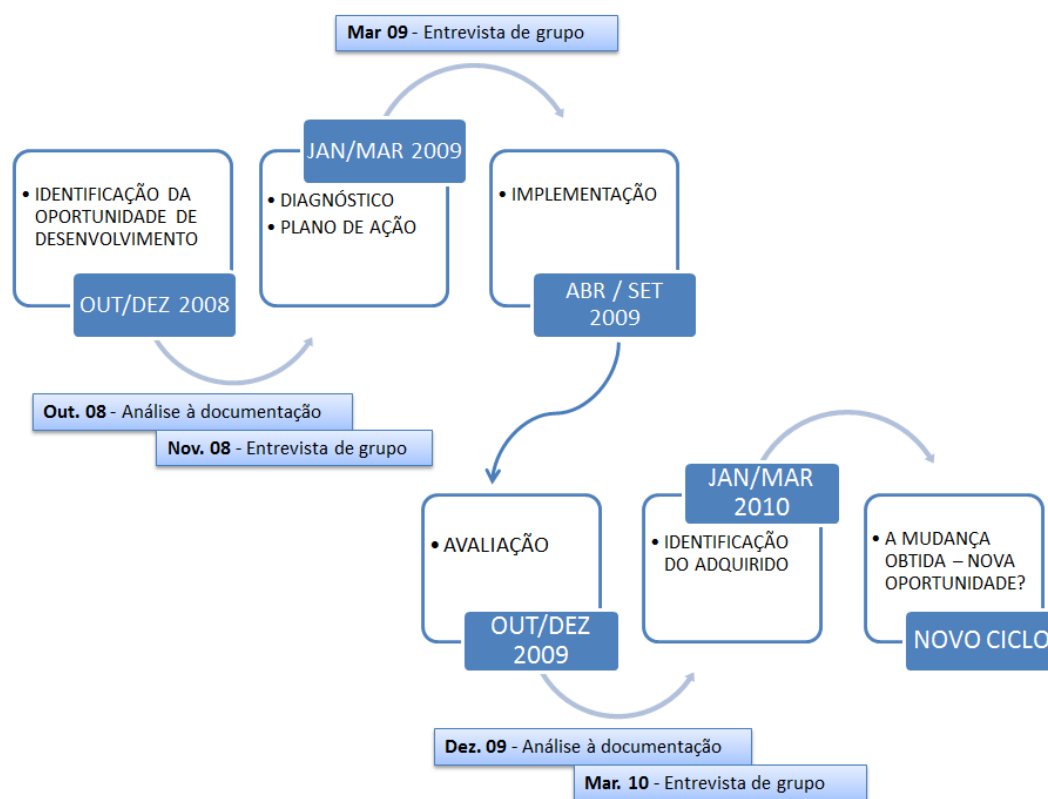 Mar 09 - Entrevista de grupo
JAN/MAR 2009
• IDENTIFICAÇÃO DA
OPORTUNIDADE DE
DESENVOLVIMENTO
OUT/DEZ 2008
• DIAGNÓSTICO
• PLANO DE AÇÃO
• IMPLEMENTAÇÃO
ABR / SET
2009
Out. 08 - Análise à documentação
Nov. 08 - Entrevista de grupo
• AVALIAÇÃO
OUT/DEZ
2009
JAN/MAR
2010
• IDENTIFICAÇÃO
DO ADQUIRIDO
• A MUDANÇA
OBTIDA – NOVA
OPORTUNIDADE?
NOVO CICLO
Dez. 09 - Análise à documentação
Mar. 10 - Entrevista de grupo